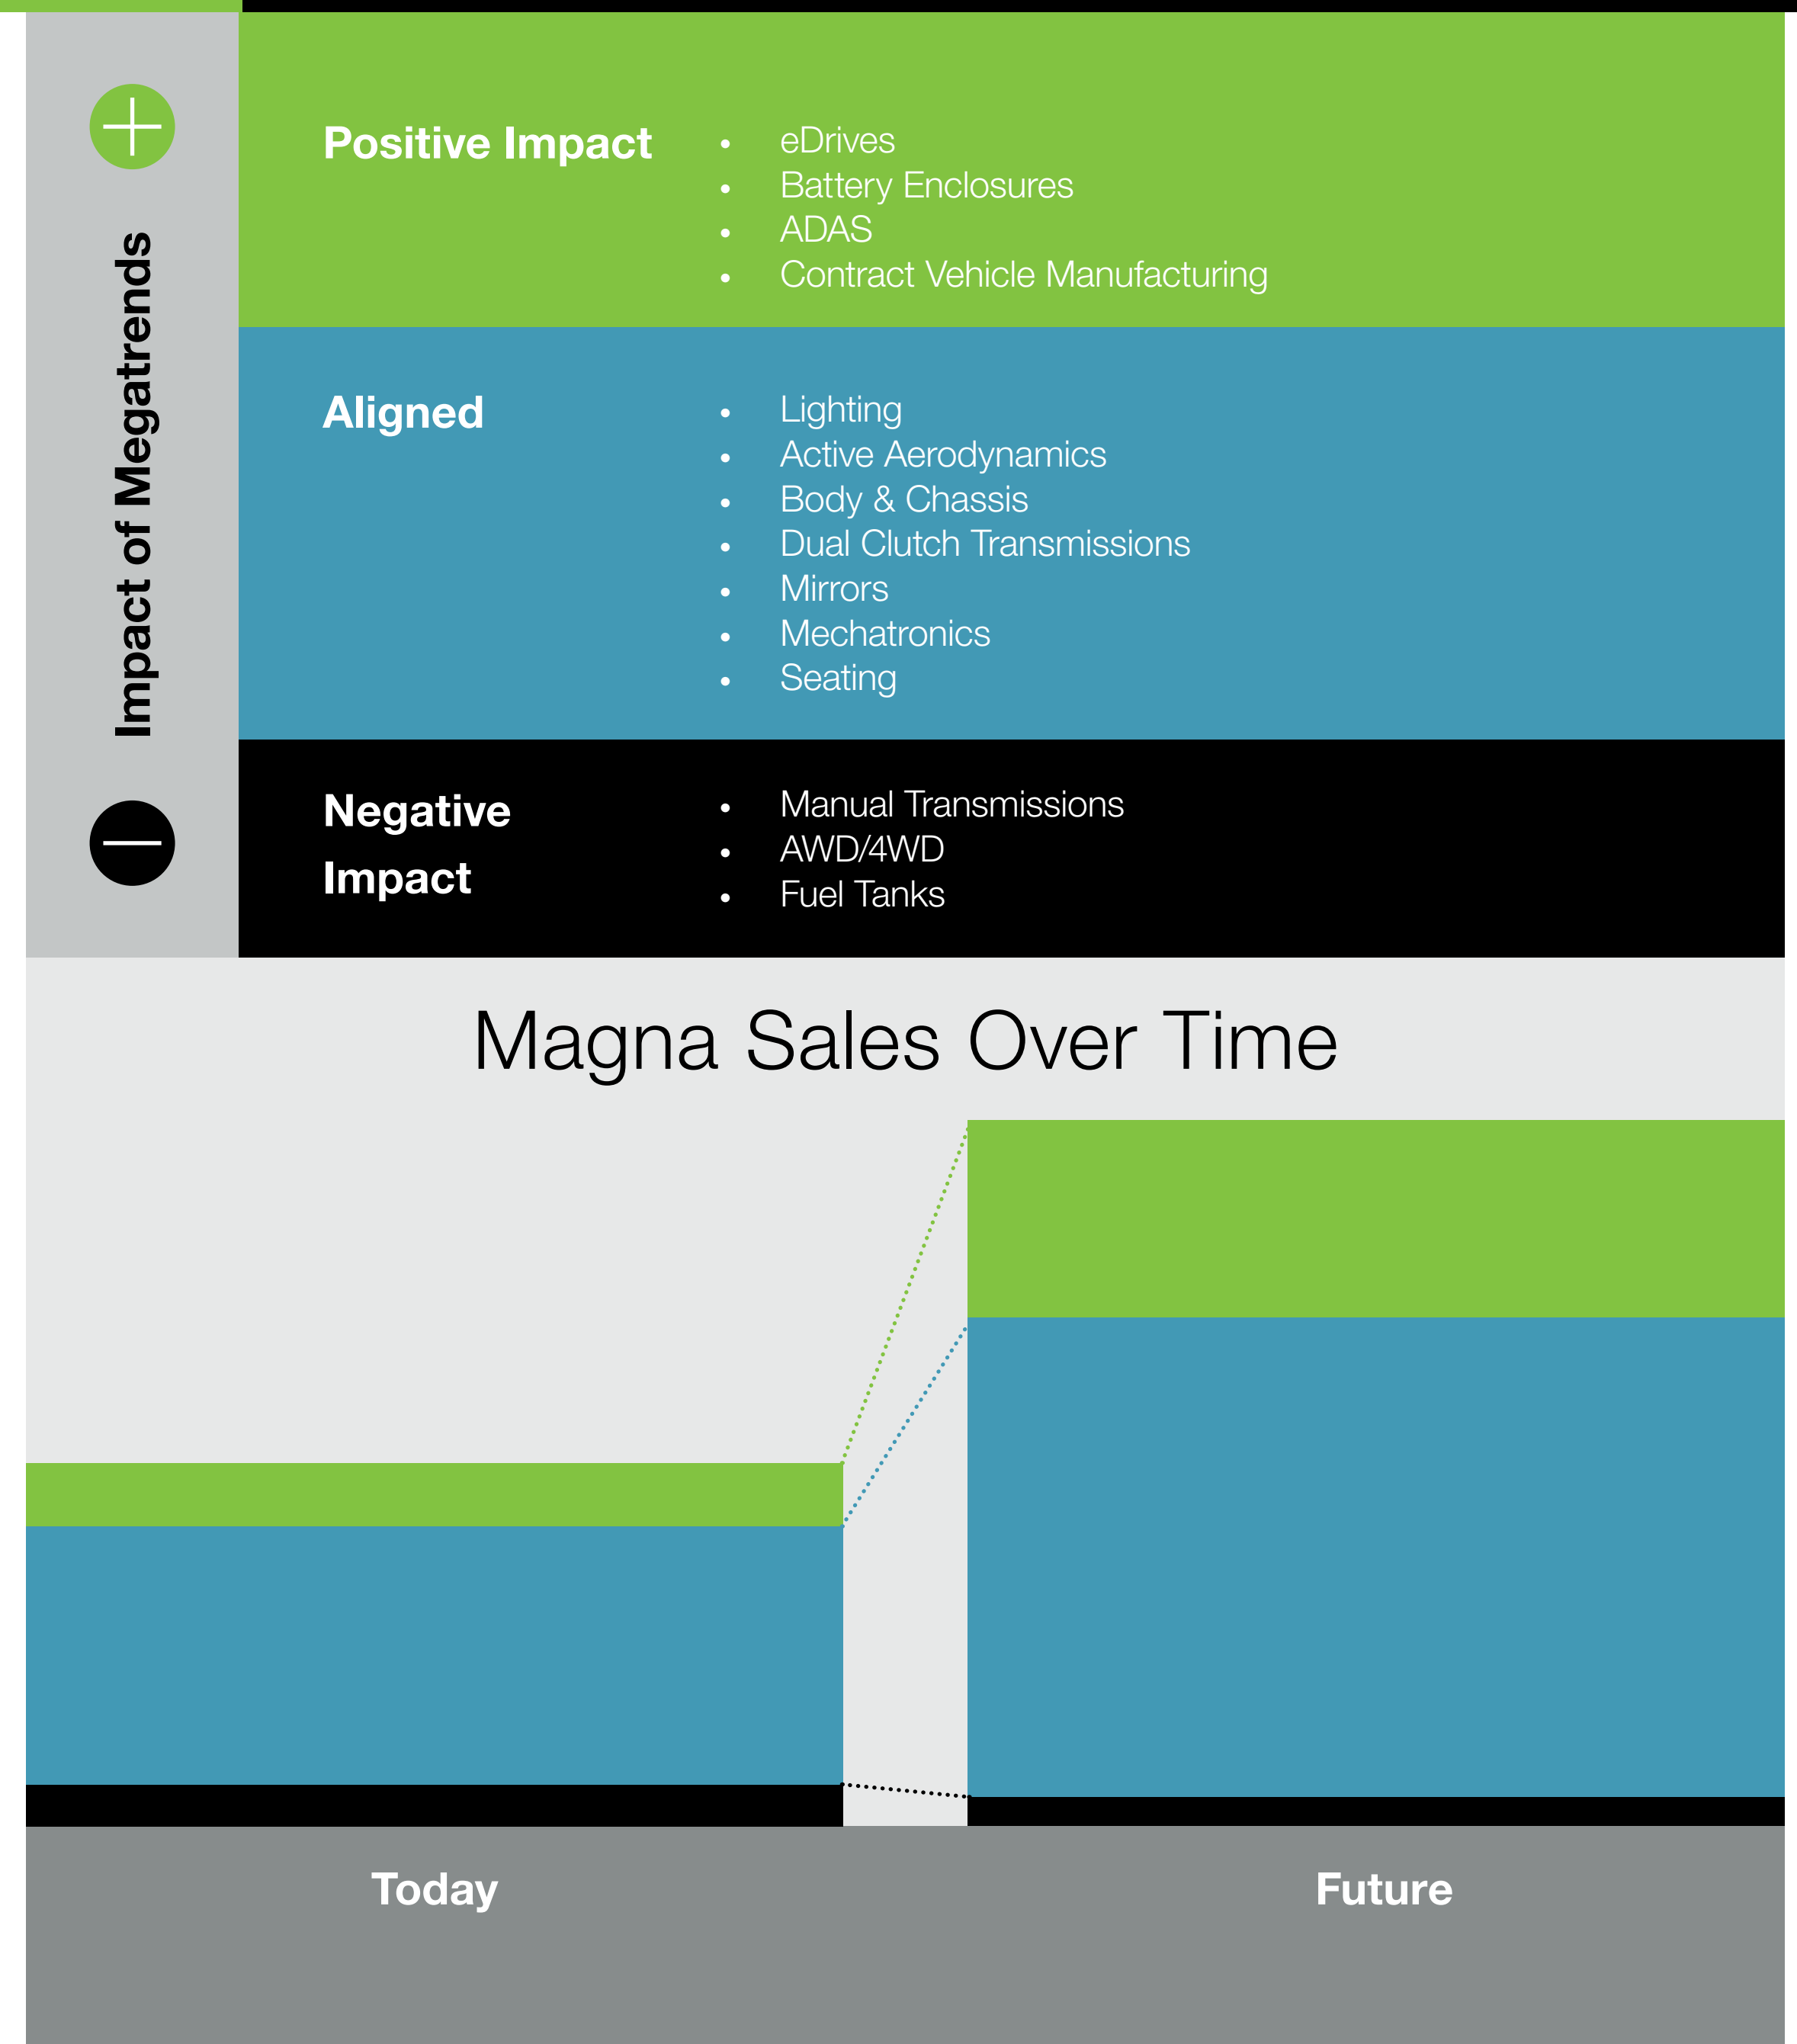 Impact of Megatrends
Positive Impact
• eDrives
• Battery Enclosures
• ADAS
• Contract Vehicle Manufacturing
Aligned
• Lighting
• Active Aerodynamics
• Body & Chassis
• Dual Clutch Transmissions
• Mirrors
• Mechatronics
• Seating
Negative
Impact
• Manual Transmissions
• AWD/4WD
• Fuel Tanks
Magna Sales Over Time
Today
Future